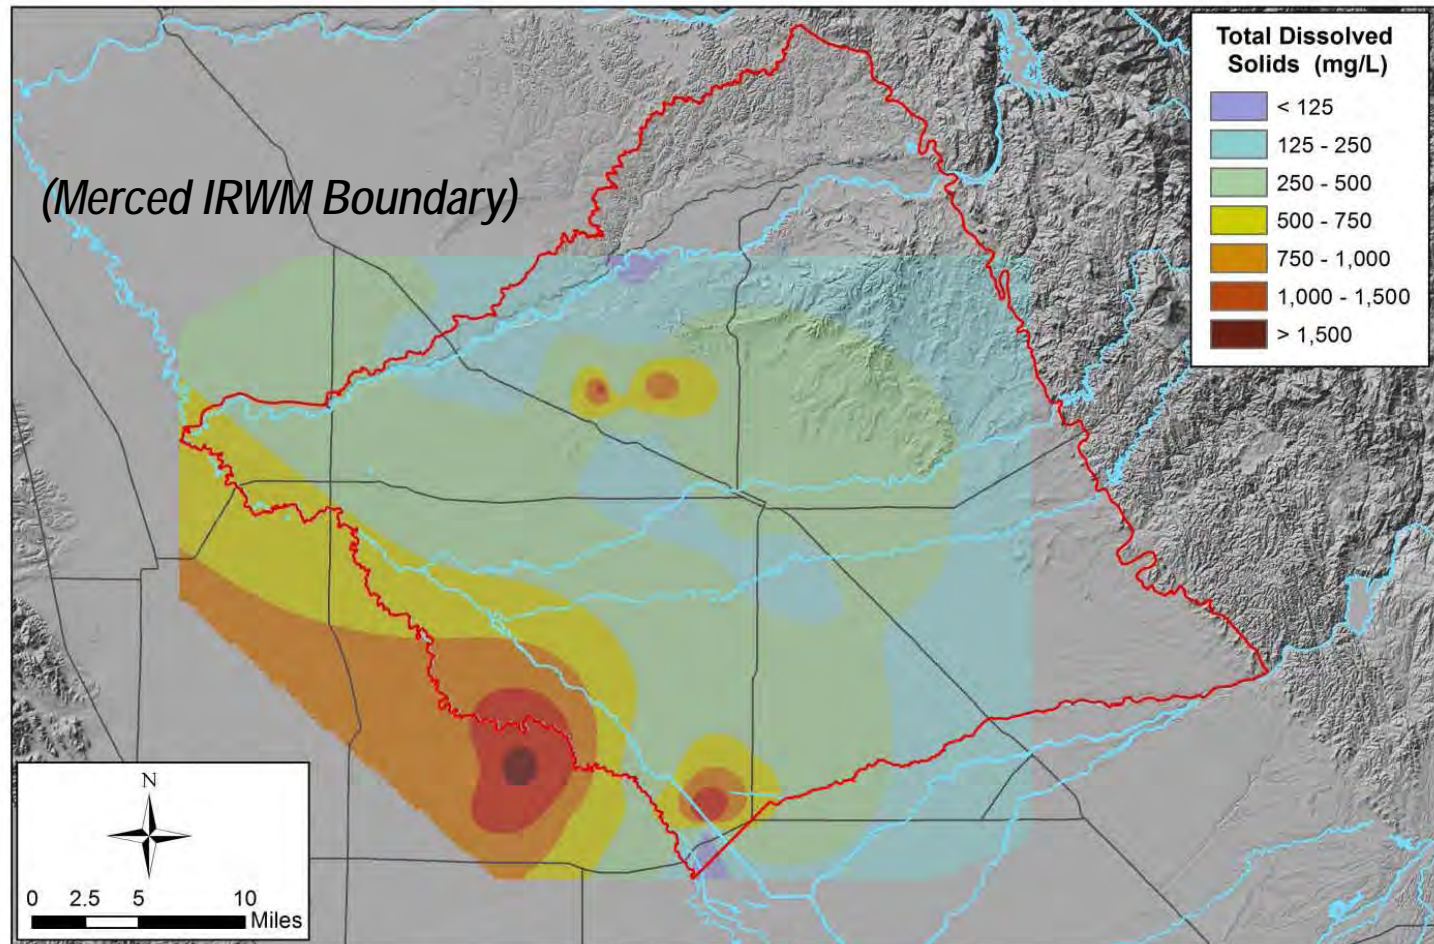 Total Dissolved
Solids (mg/L)
< 125
125 - 250
250 - 500
500 - 750
750 - 1,000
1,000 - 1,500
> 1,500
(Merced IRWM Boundary)
N
0 2.5 5 10
Miles